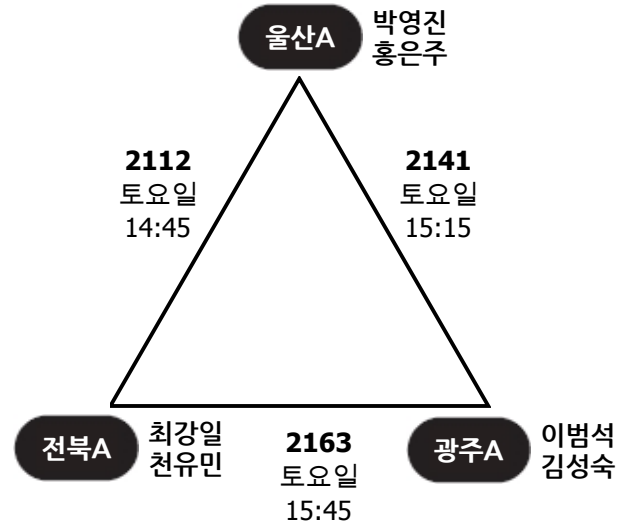 울산A
박영진
홍은주
2112
토요일
14:45
2141
토요일
15:15
전북A
최강일
천유민
2163
토요일
15:45
광주A
이범석
김성숙